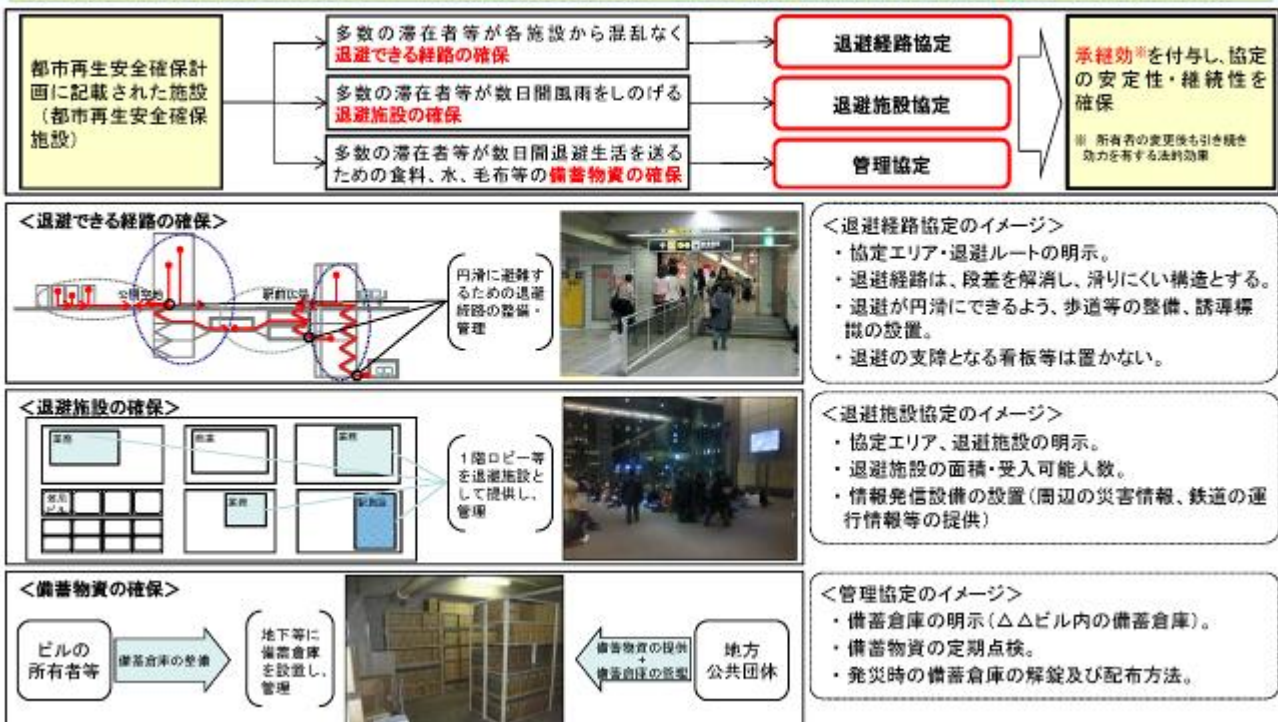 都市再生安全確保計
画に記載された施設
（都市再生安全確保
施設）
多数の滞在者等が各施設から混乱なく
退避できる経路の確保
多数の滞在者等が数日間風雨をしのげる
退避施設の確保
多数の滞在者等が数日間退避生活を送る
ための食料、水、毛布等の備蓄物資の確保
退避経路協定
退避施設協定
管理協定
承継効※を付与し、協定
の安定性・継続性を
確保
※ 所有者の変更後も引き続き
効力を有する法的効果
＜退避できる経路の確保＞
公開空地
駅前広場
円滑に避難す
るための退避
経路の整備・
管理
＜退避経路協定のイメージ＞
・協定エリア・退避ルートの明示。
・退避経路は、段差を解消し、滑りにくい構造とする。
・退避が円滑にできるよう、歩道等の整備、誘導標
識の設置。
・退避の支障となる看板等は置かない。
＜退避施設の確保＞
業務
商業
業務
雑居
ビル
業務
駅施設
１階ロビー等
を退避施設と
して提供し、
管理
＜退避施設協定のイメージ＞
・協定エリア、退避施設の明示。
・退避施設の面積・受入可能人数。
・情報発信設備の設置（周辺の災害情報、鉄道の運
行情報等の提供）
＜備蓄物資の確保＞
ビルの
所有者等
備蓄倉庫の整備
地下等に
備蓄倉庫
を設置し、
管理
備蓄物資の提供
+
備蓄倉庫の管理
地方
公共団体
＜管理協定のイメージ＞
・備蓄倉庫の明示（△△ビル内の備蓄倉庫）。
・備蓄物資の定期点検。
・発災時の備蓄倉庫の解錠及び配布方法。